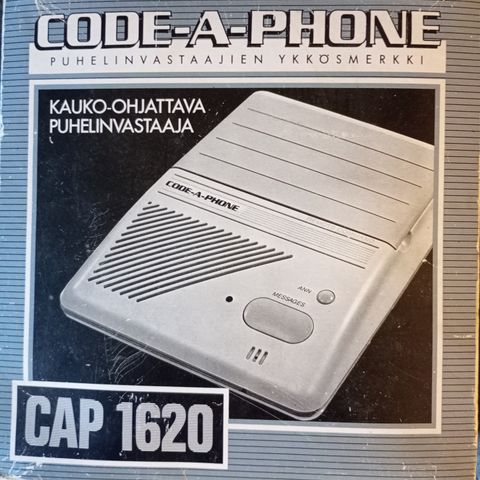 CODE-A-PHONE
PUHELINVASTAAJIEN YKKÖSMERKKI
KAUKO-OHJATTAVA
PUHELINVASTAAJA
CODE-A-PHONE
ANN
MESSAGES
CAP 1620